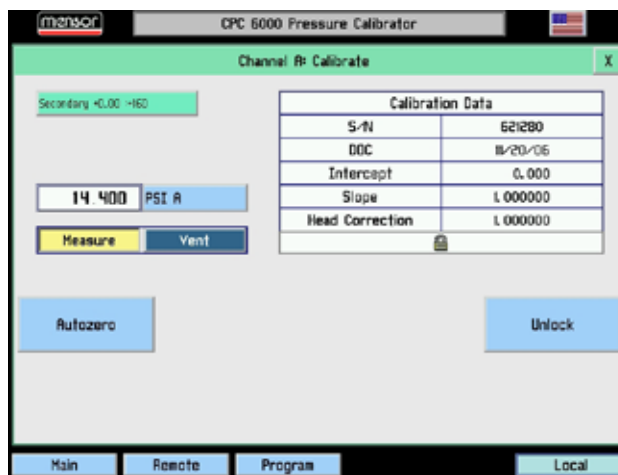 mensor
CPC 6000 Pressure Calibrator
Channel A: Calibrate X
Secondary +0.00 ->160
Calibration Data
S/N 621280
DOC 11/20/06
Intercept 0.000
14.400 PSI A
Slope 1.000000
Head Correction 1.000000
Measure Vent
Autozero Unlock
Main Remote Program Local